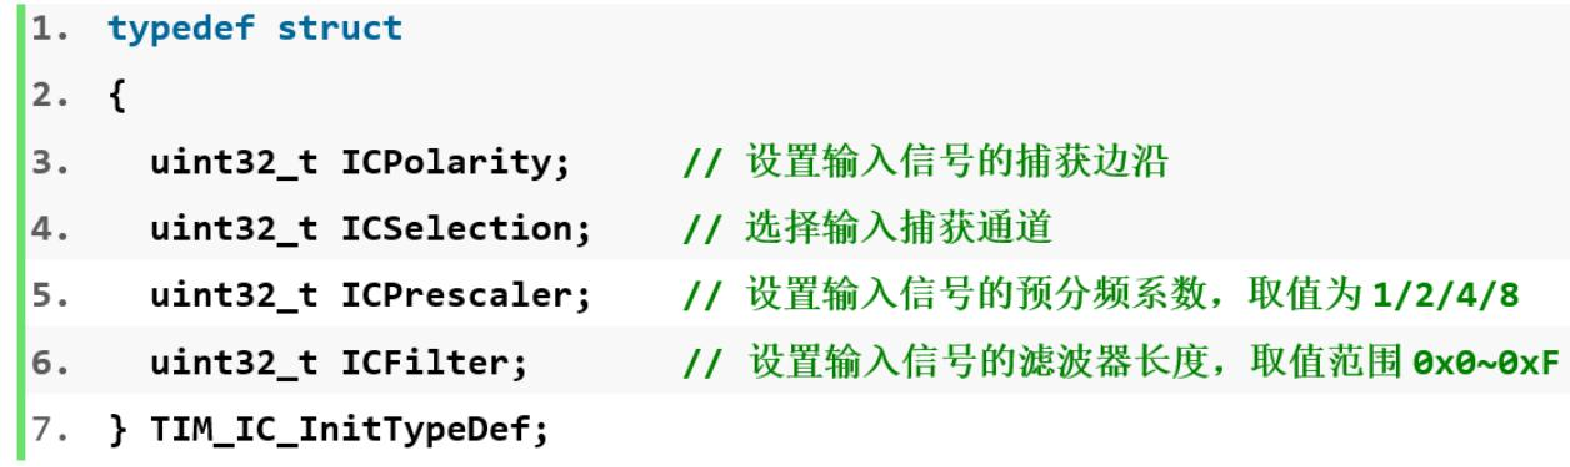 1. typedef struct
2. {
3. uint32_t ICPolarity; // 设置输入信号的捕获边沿
4. uint32_t ICSelection; // 选择输入捕获通道
5. uint32_t ICPrescaler; // 设置输入信号的预分频系数，取值为 1/2/4/8
6. uint32_t ICFilter; // 设置输入信号的滤波器长度，取值范围 0x0~0xF
7. } TIM_IC_InitTypeDef;